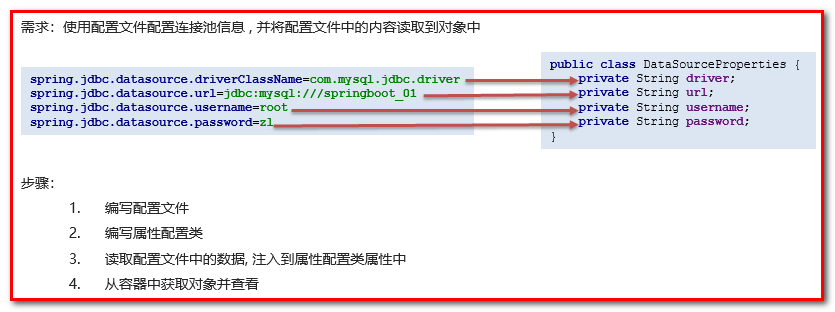 需求：使用配置文件配置连接池信息，并将配置文件中的内容读取到对象中
spring.jdbc.datasource.driverClassName=com.mysql.jdbc.driver
spring.jdbc.datasource.url=jdbc:mysql:///springboot_01
spring.jdbc.datasource.username=root
spring.jdbc.datasource.password=zl
public class DataSourceProperties {
private String driver;
private String url;
private String username;
private String password;
}
步骤：
1. 编写配置文件
2. 编写属性配置类
3. 读取配置文件中的数据, 注入到属性配置类属性中
4. 从容器中获取对象并查看